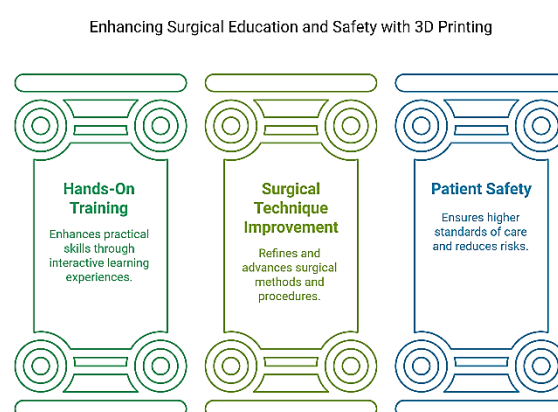 Enhancing Surgical Education and Safety with 3D Printing
Hands-On
Training
Enhances practical
skills through
interactive learning
experiences.
Surgical
Technique
Improvement
Refines and
advances surgical
methods and
procedures.
Patient Safety
Ensures higher
standards of care
and reduces risks.